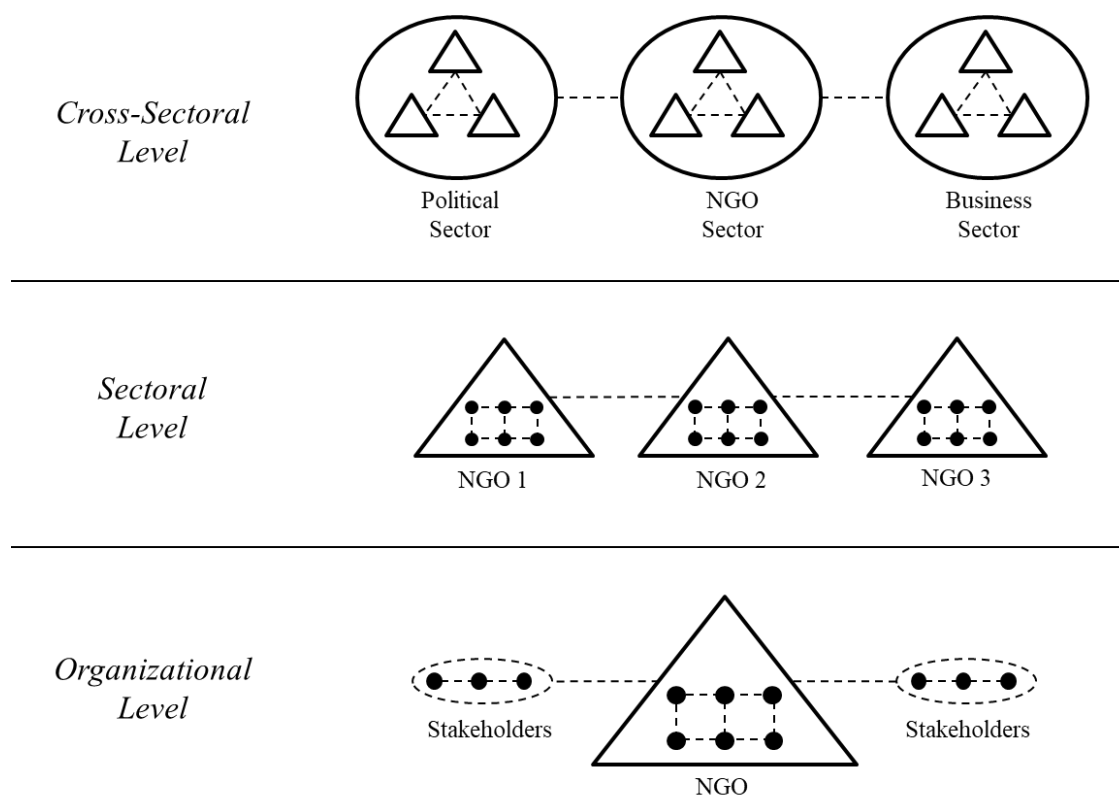 Cross-Sectoral
Level
Political
Sector
NGO
Sector
Business
Sector
Sectoral
Level
NGO 1
NGO 2
NGO 3
Organizational
Level
Stakeholders
NGO
Stakeholders